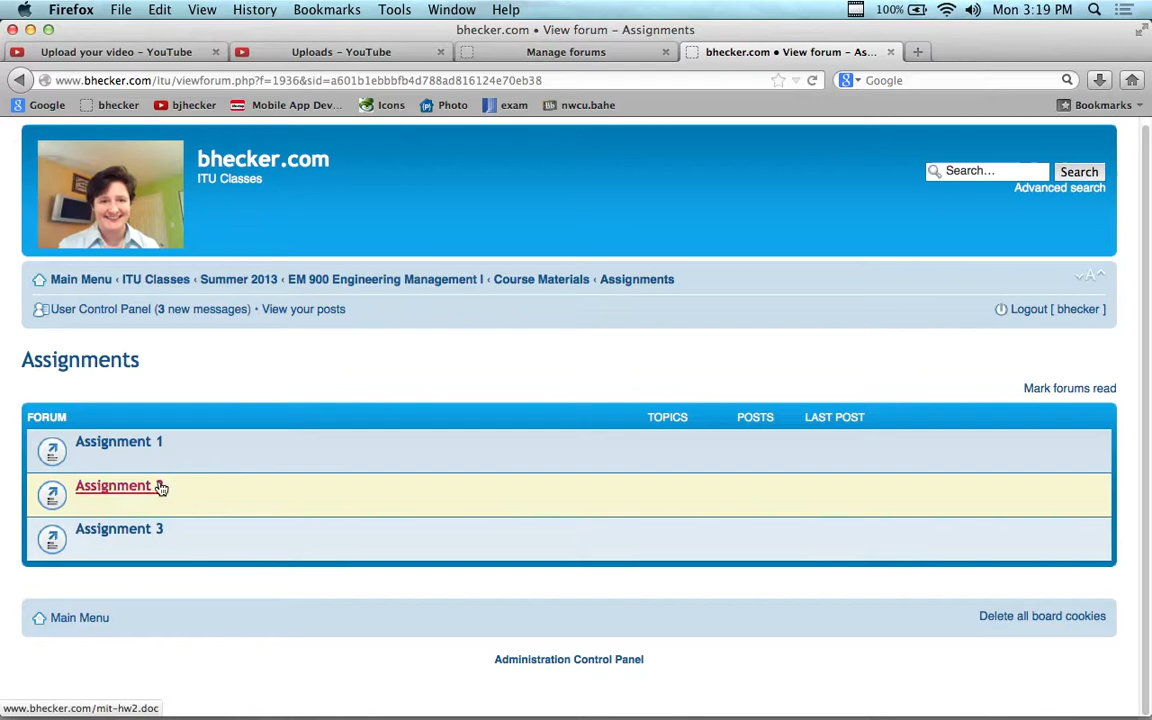 Firefox File Edit View History Bookmarks Tools Window Help 100% Mon 3:19 PM
bhecker.com • View forum – Assignments
Upload your video – YouTube Uploads – YouTube Manage forums bhecker.com • View forum – As...
www.bhecker.com/itu/viewforum.php?f=1936&sid=a601b1ebbbfb4d788ad816124e70eb38 Google
Google bhecker bjhecker Mobile App Dev... Icons Photo exam nwcu.bahe Bookmarks
bhecker.com
ITU Classes
Search... Search
Advanced search
Main Menu ‹ ITU Classes ‹ Summer 2013 ‹ EM 900 Engineering Management I ‹ Course Materials ‹ Assignments
User Control Panel (3 new messages) • View your posts Logout [ bhecker ]
Assignments
Mark forums read
FORUM TOPICS POSTS LAST POST
Assignment 1
Assignment
Assignment 3
Main Menu Delete all board cookies
Administration Control Panel
www.bhecker.com/mit-hw2.doc